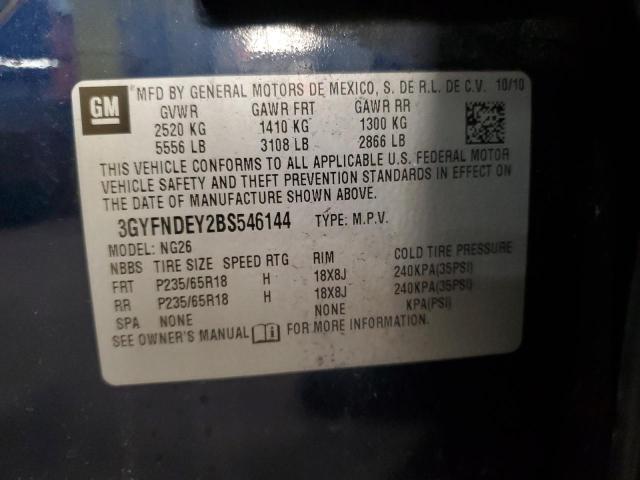 GM
MFD BY GENERAL MOTORS DE MEXICO, S. DE R.L. DE C.V. 10/10
GVWR GAWR FRT GAWR RR
2520 KG 1410 KG 1300 KG
5556 LB 3108 LB 2866 LB
THIS VEHICLE CONFORMS TO ALL APPLICABLE U.S. FEDERAL MOTOR
VEHICLE SAFETY AND THEFT PREVENTION STANDARDS IN EFFECT ON
THE DATE OF MANUFACTURE SHOWN ABOVE.
3GYFNDEY2BS546144 TYPE: M.P.V.
MODEL: NG26
NBBS TIRE SIZE SPEED RTG RIM COLD TIRE PRESSURE
FRT P235/65R18 H 18X8J 240KPA(35PSI)
RR P235/65R18 H 18X8J 240KPA(35PSI)
SPA NONE NONE KPA(PSI)
SEE OWNER'S MANUAL FOR MORE INFORMATION.